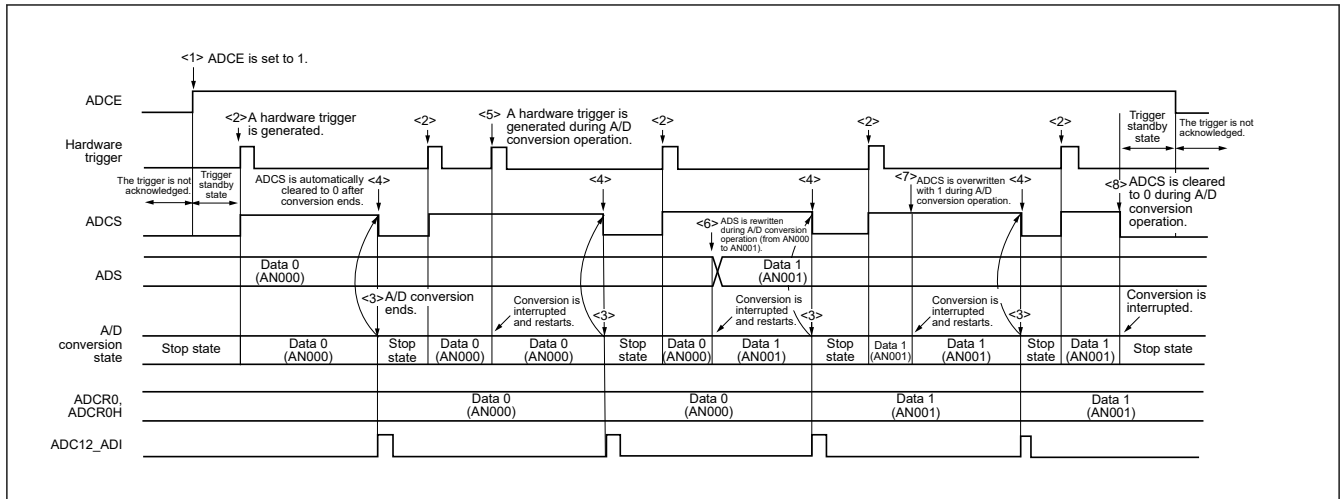 <1> ADCE is set to 1.
ADCE
<2> A hardware trigger
is generated.
<2>
<5> A hardware trigger is
generated during A/D
conversion operation.
<2>
<2>
<2>
Trigger
standby
state
The trigger is not
acknowledged.
Hardware
trigger
The trigger is not
acknowledged.
Trigger
standby
state
ADCS is automatically
cleared to 0 after
conversion ends.
<4>
<4>
<4>
<7> ADCS is overwritten
with 1 during A/D
conversion operation.
<4>
<8> ADCS is cleared
to 0 during A/D
conversion
operation.
ADCS
<6> ADS is rewritten
during A/D conversion
operation (from AN000
to AN001).
ADS
Data 0
(AN000)
Data 1
(AN001)
<3> A/D conversion
ends.
Conversion is
interrupted
and restarts.
<3>
Conversion is
interrupted
and restarts.
<3>
Conversion is
interrupted
and restarts.
<3>
Conversion is
interrupted.
A/D
conversion
state
Stop state
Data 0
(AN000)
Stop
state
Data 0
(AN000)
Data 0
(AN000)
Stop
state
Data 0
(AN000)
Data 1
(AN001)
Stop
state
Data 1
(AN001)
Data 1
(AN001)
Stop
state
Data 1
(AN001)
Stop state
ADCR0,
ADCR0H
Data 0
(AN000)
Data 0
(AN000)
Data 1
(AN001)
Data 1
(AN001)
ADC12_ADI